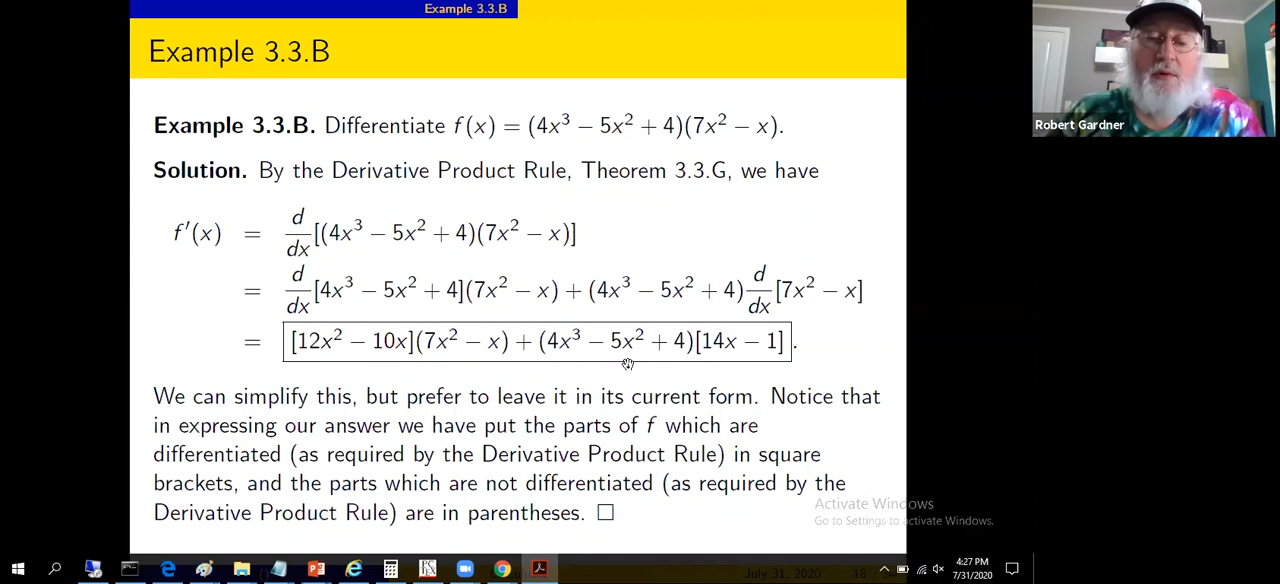 Example 3.3.B
Example 3.3.B
Robert Gardner
Example 3.3.B. Differentiate f(x) = (4x³ − 5x² + 4)(7x² − x).
Solution. By the Derivative Product Rule, Theorem 3.3.G, we have
f′(x) = d/dx[(4x³ − 5x² + 4)(7x² − x)]
= d/dx[4x³ − 5x² + 4](7x² − x) + (4x³ − 5x² + 4)d/dx[7x² − x]
= [12x² − 10x](7x² − x) + (4x³ − 5x² + 4)[14x − 1].
We can simplify this, but prefer to leave it in its current form. Notice that
in expressing our answer we have put the parts of f which are
differentiated (as required by the Derivative Product Rule) in square
brackets, and the parts which are not differentiated (as required by the
Derivative Product Rule) are in parentheses. □
Activate Windows
Go to Settings to activate Windows.
4:27 PM
7/31/2020
July 31, 2020